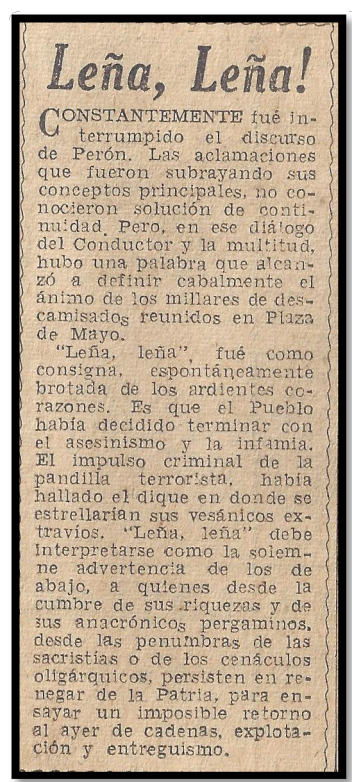 Leña, Leña!
CONSTANTEMENTE fué in-
terrumpido el discurso
de Perón. Las aclamaciones
que fueron subrayando sus
conceptos principales, no co-
nocieron solución de conti-
nuidad. Pero, en ese diálogo
del Conductor y la multitud,
hubo una palabra que alcan-
zó a definir cabalmente el
ánimo de los millares de des-
camisados reunidos en Plaza
de Mayo.
"Leña, leña", fué como
consigna, espontáneamente
brotada de los ardientes co-
razones. Es que el Pueblo
había decidido terminar con
el asesinismo y la infamia.
El impulso criminal de la
pandilla terrorista, había
hallado el dique en donde se
estrellarían sus vesánicos ex-
travíos. "Leña, leña" debe
interpretarse como la solem-
ne advertencia de los de
abajo, a quienes desde la
cumbre de sus riquezas y de
sus anacrónicos pergaminos,
desde las penumbras de las
sacristías o de los cenáculos
oligárquicos, persisten en re-
negar de la Patria, para en-
sayar un imposible retorno
al ayer de cadenas, explota-
ción y entreguismo.